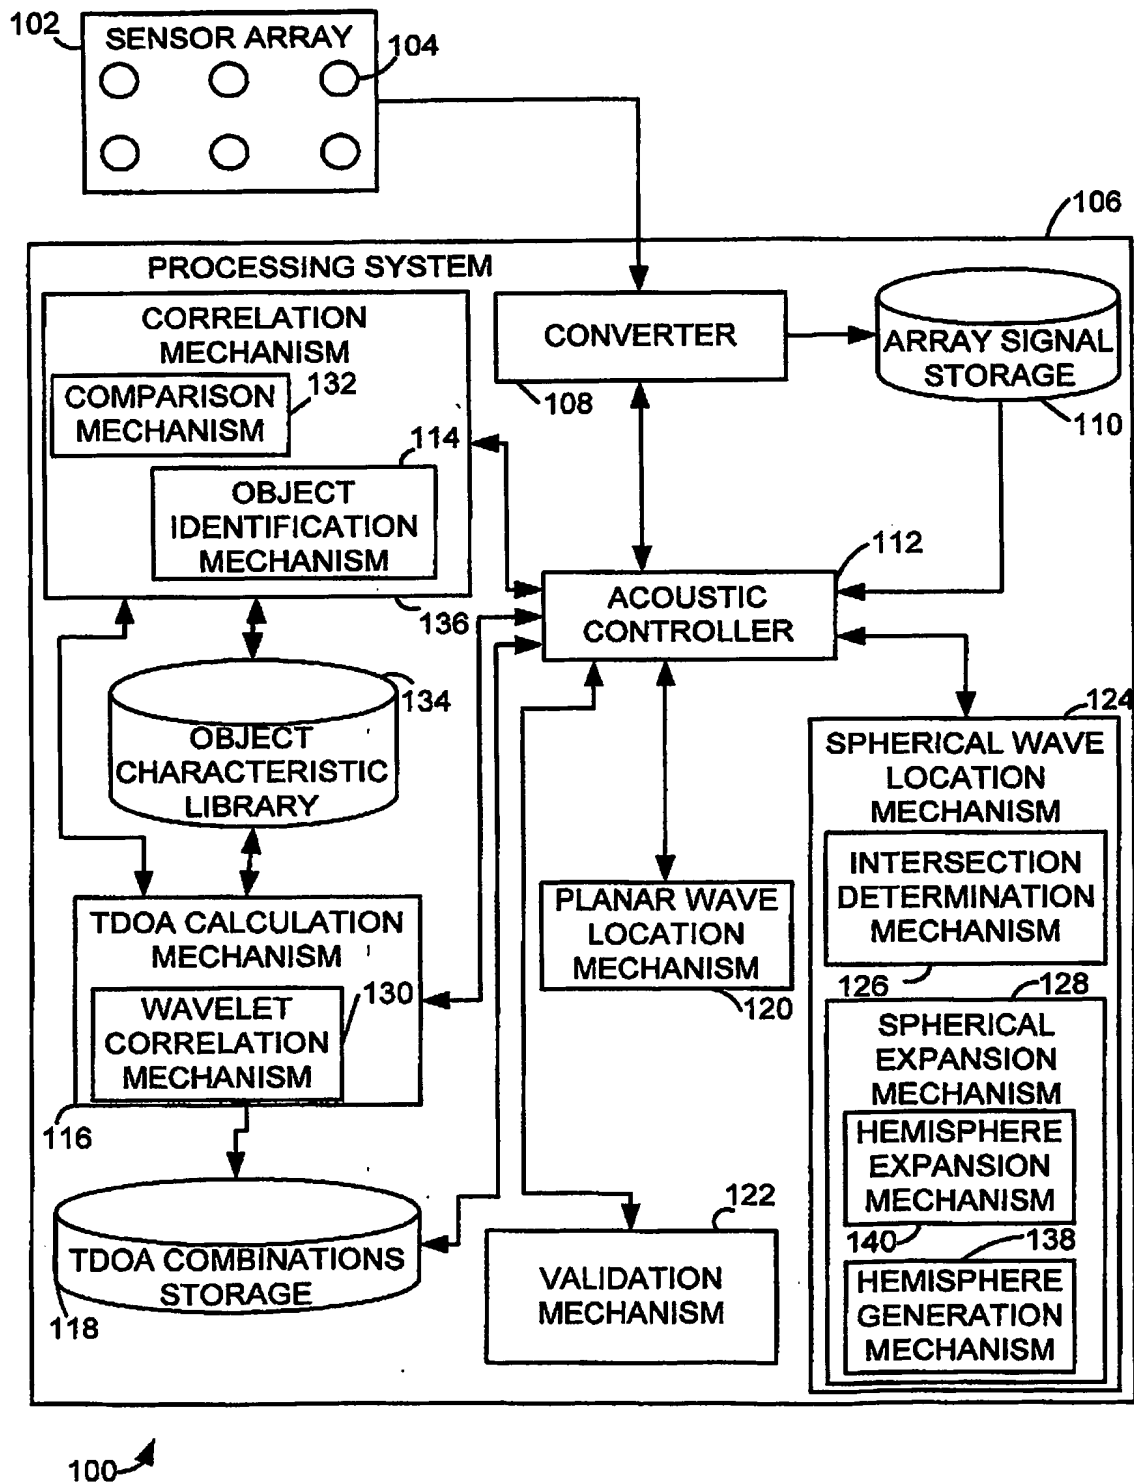 102
SENSOR ARRAY
104
106
PROCESSING SYSTEM
CORRELATION
MECHANISM
COMPARISON
MECHANISM
132
114
OBJECT
IDENTIFICATION
MECHANISM
136
CONVERTER
108
ARRAY SIGNAL
STORAGE
110
112
ACOUSTIC
CONTROLLER
134
OBJECT
CHARACTERISTIC
LIBRARY
124
SPHERICAL WAVE
LOCATION
MECHANISM
INTERSECTION
DETERMINATION
MECHANISM
126
TDOA CALCULATION
MECHANISM
WAVELET
CORRELATION
MECHANISM
130
116
PLANAR WAVE
LOCATION
MECHANISM
120
128
SPHERICAL
EXPANSION
MECHANISM
HEMISPHERE
EXPANSION
MECHANISM
140
138
HEMISPHERE
GENERATION
MECHANISM
TDOA COMBINATIONS
STORAGE
118
122
VALIDATION
MECHANISM
100